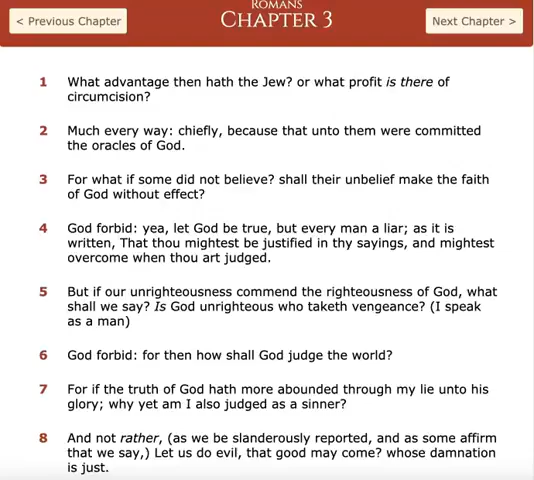 ROMANS
< Previous Chapter CHAPTER 3 Next Chapter >
1 What advantage then hath the Jew? or what profit is there of
circumcision?
2 Much every way: chiefly, because that unto them were committed
the oracles of God.
3 For what if some did not believe? shall their unbelief make the faith
of God without effect?
4 God forbid: yea, let God be true, but every man a liar; as it is
written, That thou mightest be justified in thy sayings, and mightest
overcome when thou art judged.
5 But if our unrighteousness commend the righteousness of God, what
shall we say? Is God unrighteous who taketh vengeance? (I speak
as a man)
6 God forbid: for then how shall God judge the world?
7 For if the truth of God hath more abounded through my lie unto his
glory; why yet am I also judged as a sinner?
8 And not rather, (as we be slanderously reported, and as some affirm
that we say,) Let us do evil, that good may come? whose damnation
is just.